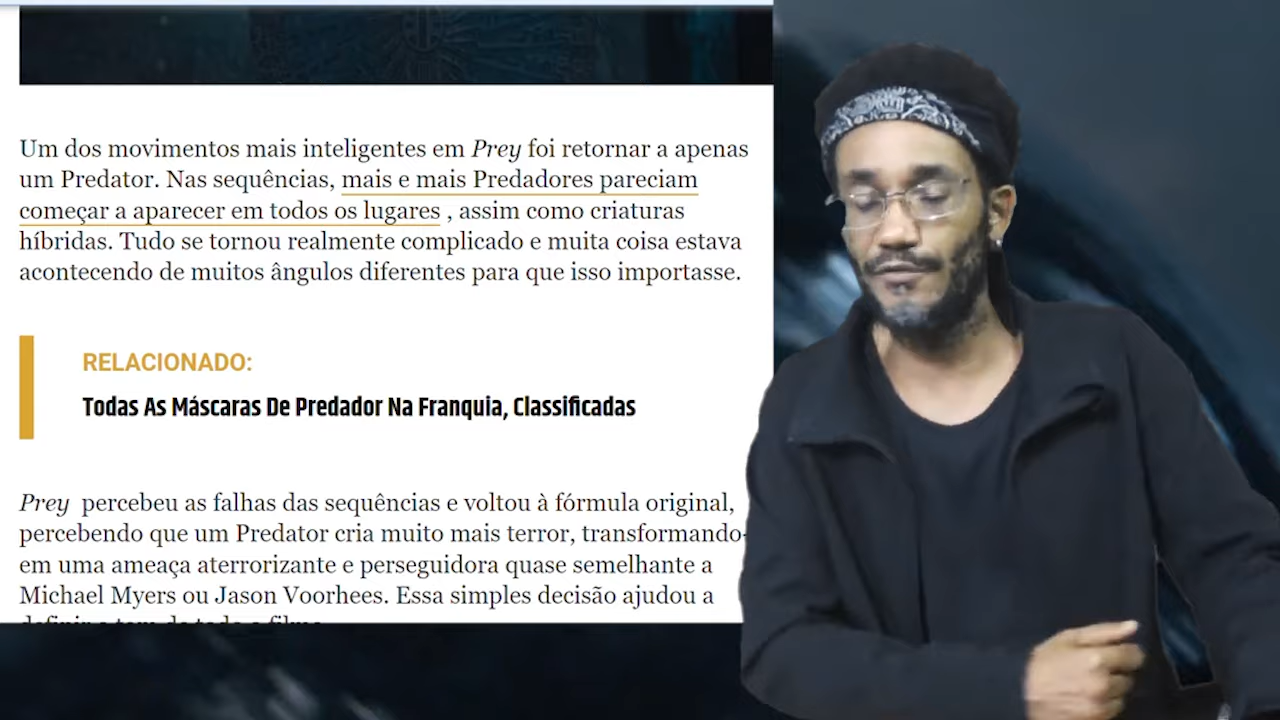 Um dos movimentos mais inteligentes em Prey foi retornar a apenas
um Predator. Nas sequências, mais e mais Predadores pareciam
começar a aparecer em todos os lugares , assim como criaturas
híbridas. Tudo se tornou realmente complicado e muita coisa estava
acontecendo de muitos ângulos diferentes para que isso importasse.
RELACIONADO:
Todas As Máscaras De Predador Na Franquia, Classificadas
Prey percebeu as falhas das sequências e voltou à fórmula original,
percebendo que um Predator cria muito mais terror, transformando-
em uma ameaça aterrorizante e perseguidora quase semelhante a
Michael Myers ou Jason Voorhees. Essa simples decisão ajudou a